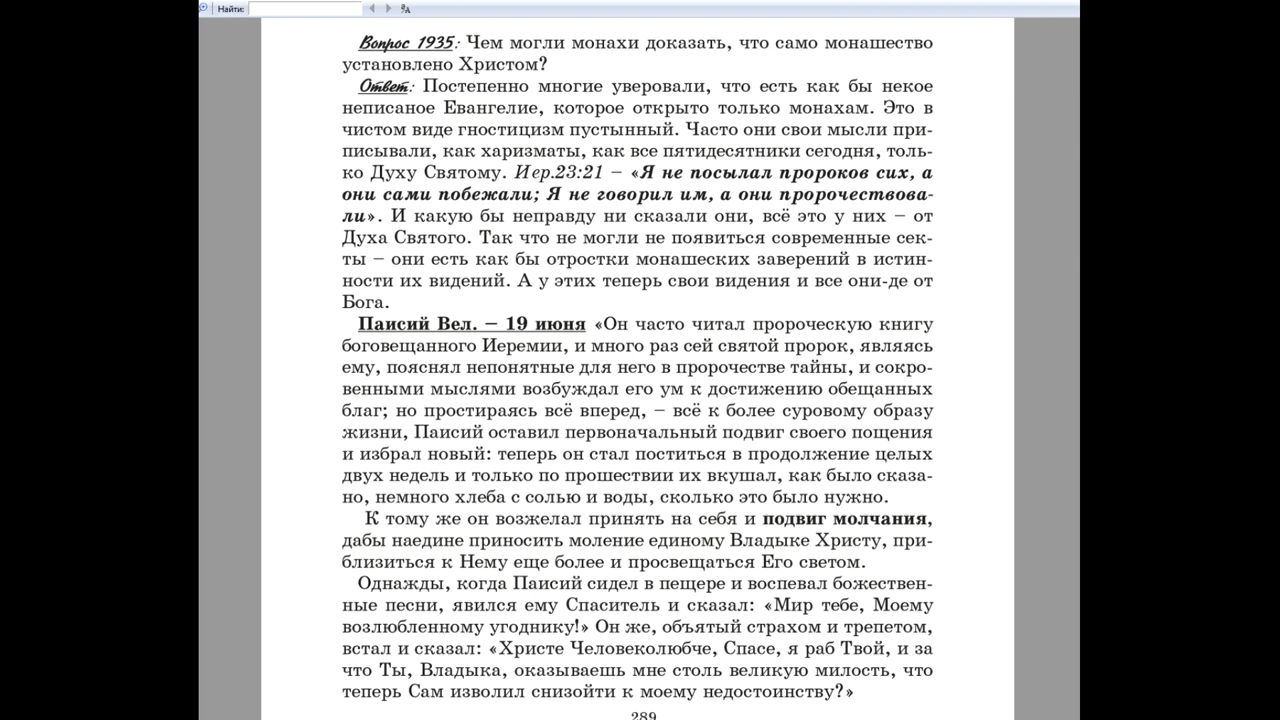 Найти:
Вопрос 1935: Чем могли монахи доказать, что само монашество
установлено Христом?
Ответ: Постепенно многие уверовали, что есть как бы некое
неписаное Евангелие, которое открыто только монахам. Это в
чистом виде гностицизм пустынный. Часто они свои мысли при-
писывали, как харизматы, как все пятидесятники сегодня, толь-
ко Духу Святому. Иер.23:21 – «Я не посылал пророков сих, а
они сами побежали; Я не говорил им, а они пророчествова-
ли». И какую бы неправду ни сказали они, всё это у них – от
Духа Святого. Так что не могли не появиться современные сек-
ты – они есть как бы отростки монашеских заверений в истин-
ности их видений. А у этих теперь свои видения и все они-де от
Бога.
Паисий Вел. – 19 июня «Он часто читал пророческую книгу
боговещанного Иеремии, и много раз сей святой пророк, являясь
ему, пояснял непонятные для него в пророчестве тайны, и сокро-
венными мыслями возбуждал его ум к достижению обещанных
благ; но простираясь всё вперед, – всё к более суровому образу
жизни, Паисий оставил первоначальный подвиг своего пощения
и избрал новый: теперь он стал поститься в продолжение целых
двух недель и только по прошествии их вкушал, как было сказа-
но, немного хлеба с солью и воды, сколько это было нужно.
К тому же он возжелал принять на себя и подвиг молчания,
дабы наедине приносить моление единому Владыке Христу, при-
близиться к Нему еще более и просвещаться Его светом.
Однажды, когда Паисий сидел в пещере и воспевал божествен-
ные песни, явился ему Спаситель и сказал: «Мир тебе, Моему
возлюбленному угоднику!» Он же, объятый страхом и трепетом,
встал и сказал: «Христе Человеколюбче, Спасе, я раб Твой, и за
что Ты, Владыка, оказываешь мне столь великую милость, что
теперь Сам изволил снизойти к моему недостоинству?»
289